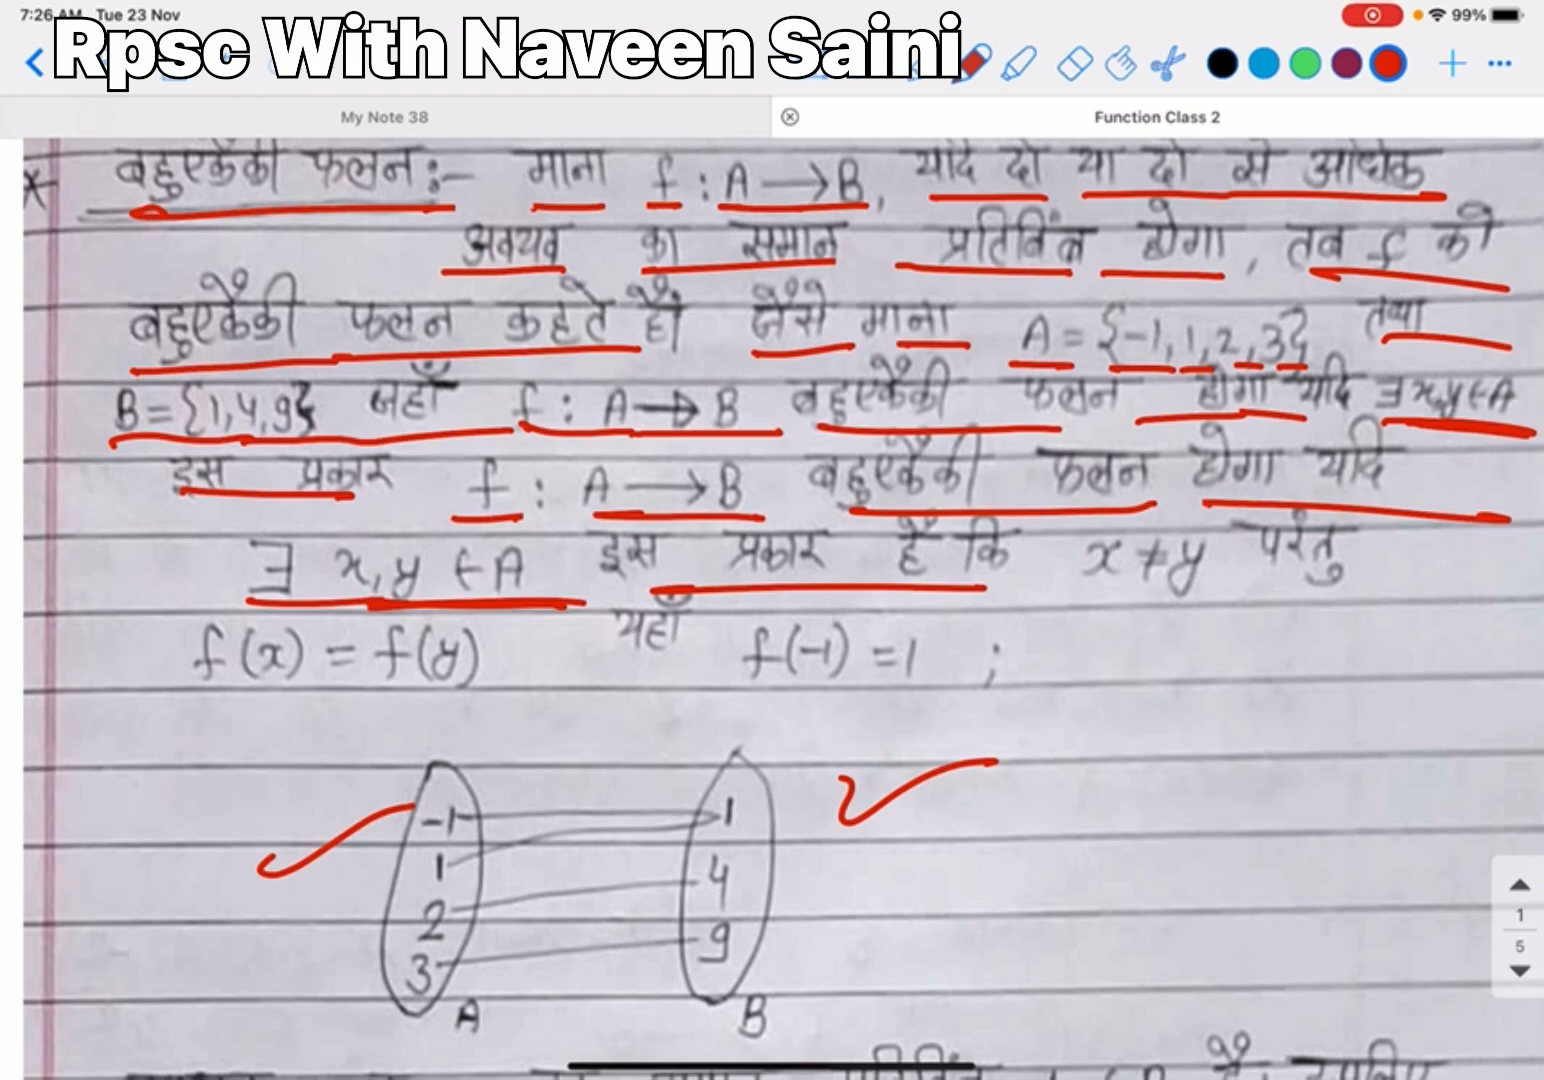 7:26 AM Tue 23 Nov
99%
Rpsc With Naveen Saini
My Note 38
Function Class 2
* बहुएकैकी फलन :- माना f : A → B, यदि दो या दो से अधिक
अवयव का समान प्रतिबिंब होगा, तब f को
बहुएकैकी फलन कहते हैं। जैसे माना A = {-1, 1, 2, 3} तथा
B = {1, 4, 9} जहाँ f : A → B बहुएकैकी फलन होगा यदि ∃ x,y ∈ A
इस प्रकार f : A → B बहुएकैकी फलन होगा यदि
∃ x, y ∈ A इस प्रकार है कि x ≠ y परंतु
f(x) = f(y) यहाँ f(-1) = 1 ;
-1 1
1
2 4
3 9
A B
1
5